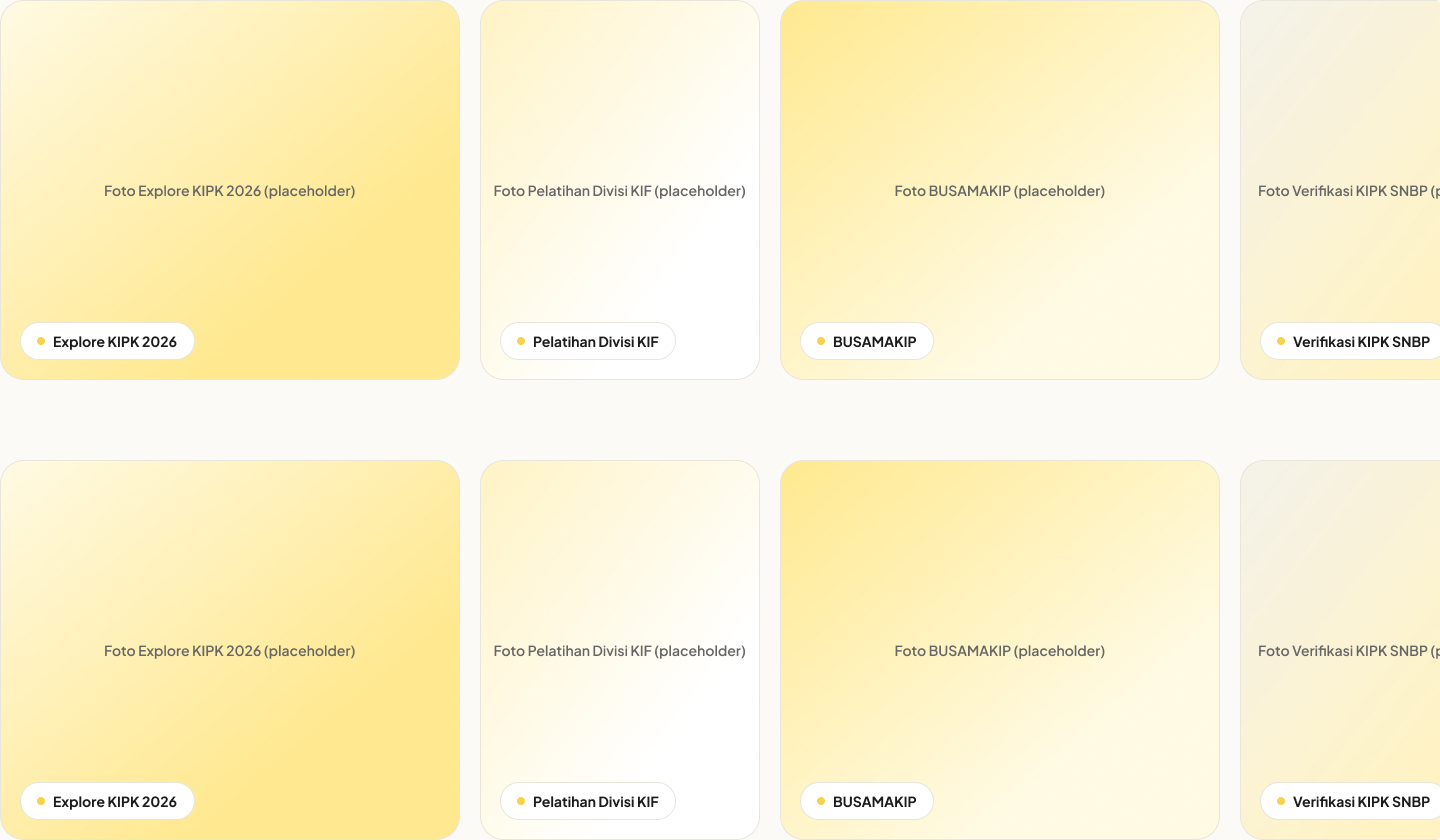 Foto Explore KIPK 2026 (placeholder)
Explore KIPK 2026
Foto Pelatihan Divisi KIF (placeholder)
Pelatihan Divisi KIF
Foto BUSAMAKIP (placeholder)
BUSAMAKIP
Foto Verifikasi KIPK SNBP (p
Verifikasi KIPK SNBP
Foto Explore KIPK 2026 (placeholder)
Explore KIPK 2026
Foto Pelatihan Divisi KIF (placeholder)
Pelatihan Divisi KIF
Foto BUSAMAKIP (placeholder)
BUSAMAKIP
Foto Verifikasi KIPK SNBP (p
Verifikasi KIPK SNBP